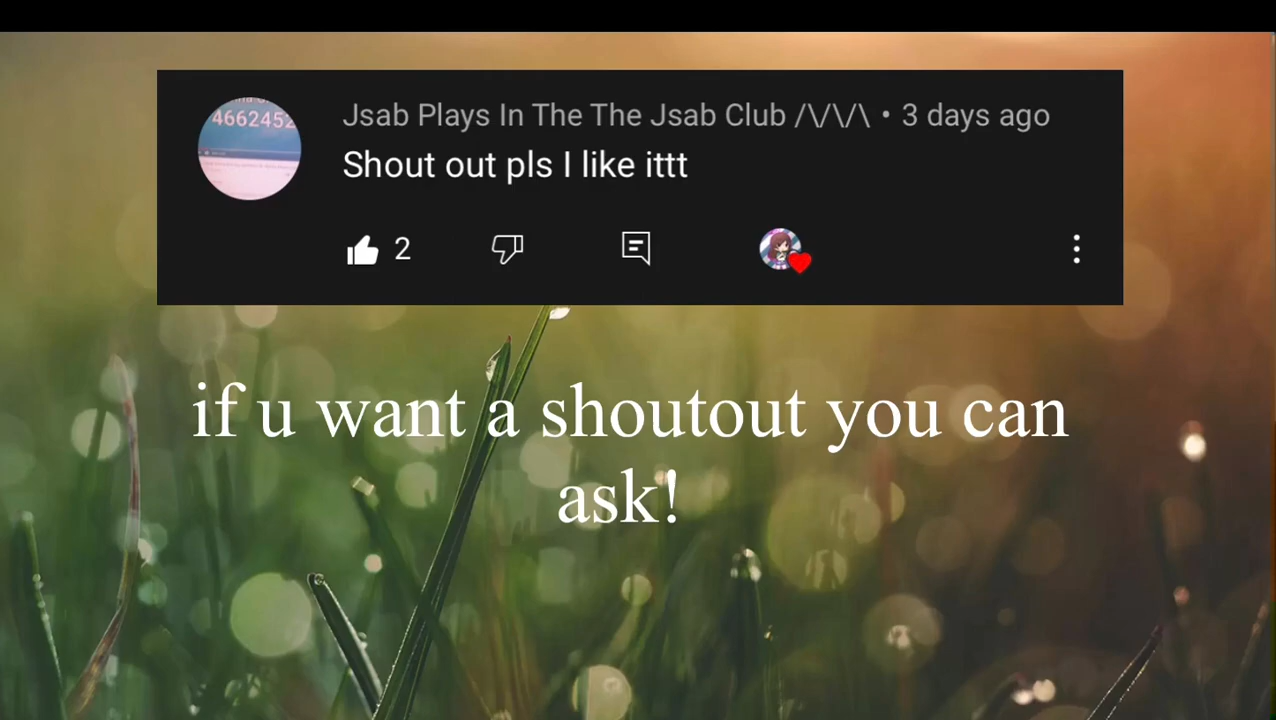 4662452
Jsab Plays In The The Jsab Club /\/\/\ • 3 days ago
Shout out pls I like ittt
2
if u want a shoutout you can
ask!